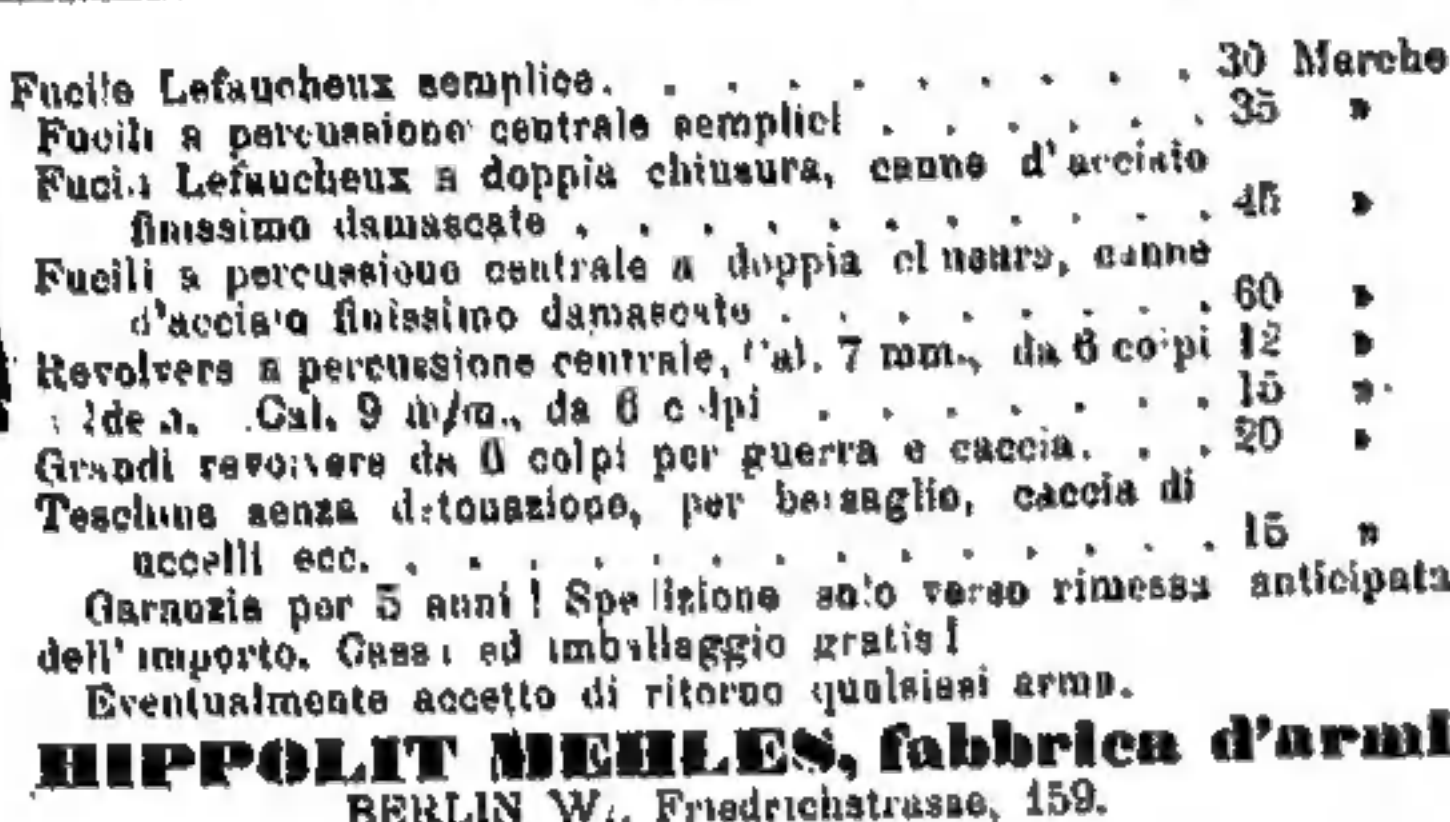 Fucile Lefaucheux semplice. . . . . . . . . . 30 Marche
Fucili a percussione centrale semplici . . . . . . 35 »
Fucili Lefaucheux a doppia chiusura, canne d'acciaio
finissimo damascate . . . . . . . . . . . 45 »
Fucili a percussione centrale a doppia chiusura, canne
d'acciaio finissimo damascate . . . . . . . . 60 »
Revolvers a percussione centrale, Cal. 7 mm., da 6 colpi 12 »
Idem. Cal. 9 m/m., da 6 colpi . . . . . . . 15 »
Grandi revolvers da 6 colpi per guerra e caccia. . . 20 »
Teschins senza detonazione, per bersaglio, caccia di
uccelli ecc. . . . . . . . . . . . . . . 15 »
Garanzia per 5 anni ! Spedizione solo verso rimessa anticipata
dell' importo. Cassa ed imballaggio gratis !
Eventualmente accetto di ritorno qualsiasi arma.
HIPPOLIT MEHLES, fabbrica d'armi
BERLIN W., Friedrichstrasse, 159.